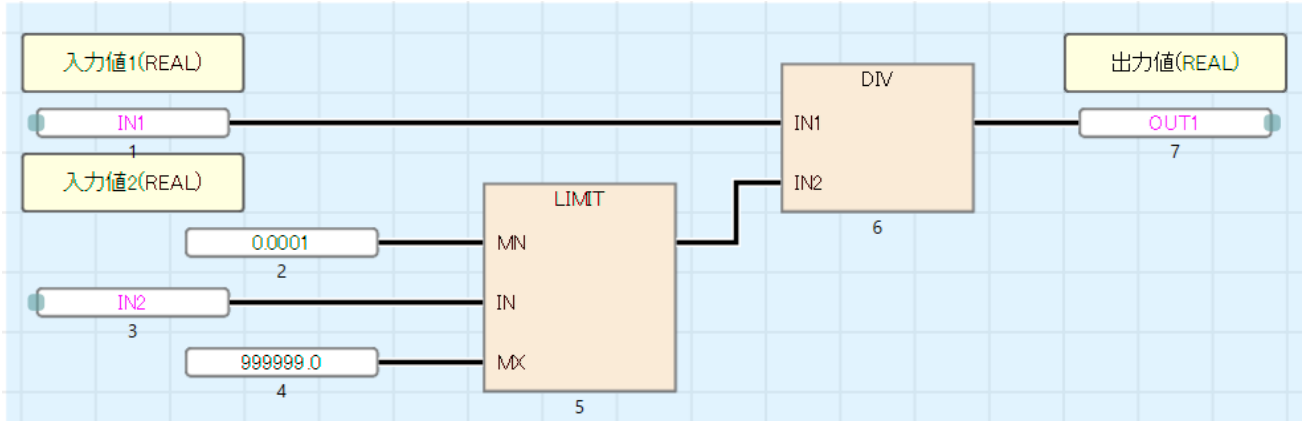 入力値1(REAL)
IN1
1
入力値2(REAL)
0.0001
2
IN2
3
999999.0
4
LIMIT
MN
IN
MX
5
DIV
IN1
IN2
6
出力値(REAL)
OUT1
7